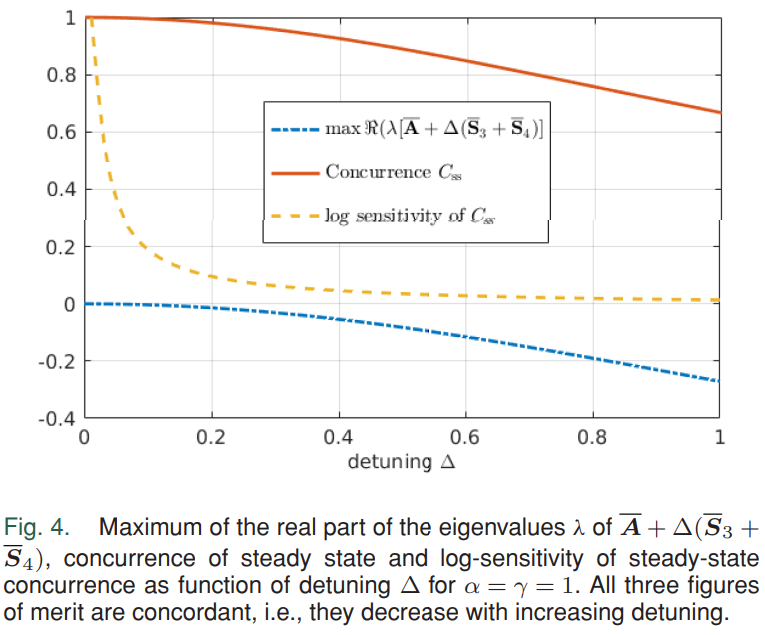 1
0.8
0.6
0.4
0.2
0
-0.2
-0.4
0
0.2
0.4
0.6
0.8
1
detuning Δ
max ℜ(λ[A̅ + Δ(S̅₃ + S̅₄)]
Concurrence Cₛₛ
log sensitivity of Cₛₛ
Fig. 4. Maximum of the real part of the eigenvalues λ of A̅ + Δ(S̅₃ +
S̅₄), concurrence of steady state and log-sensitivity of steady-state
concurrence as function of detuning Δ for α = γ = 1. All three figures
of merit are concordant, i.e., they decrease with increasing detuning.